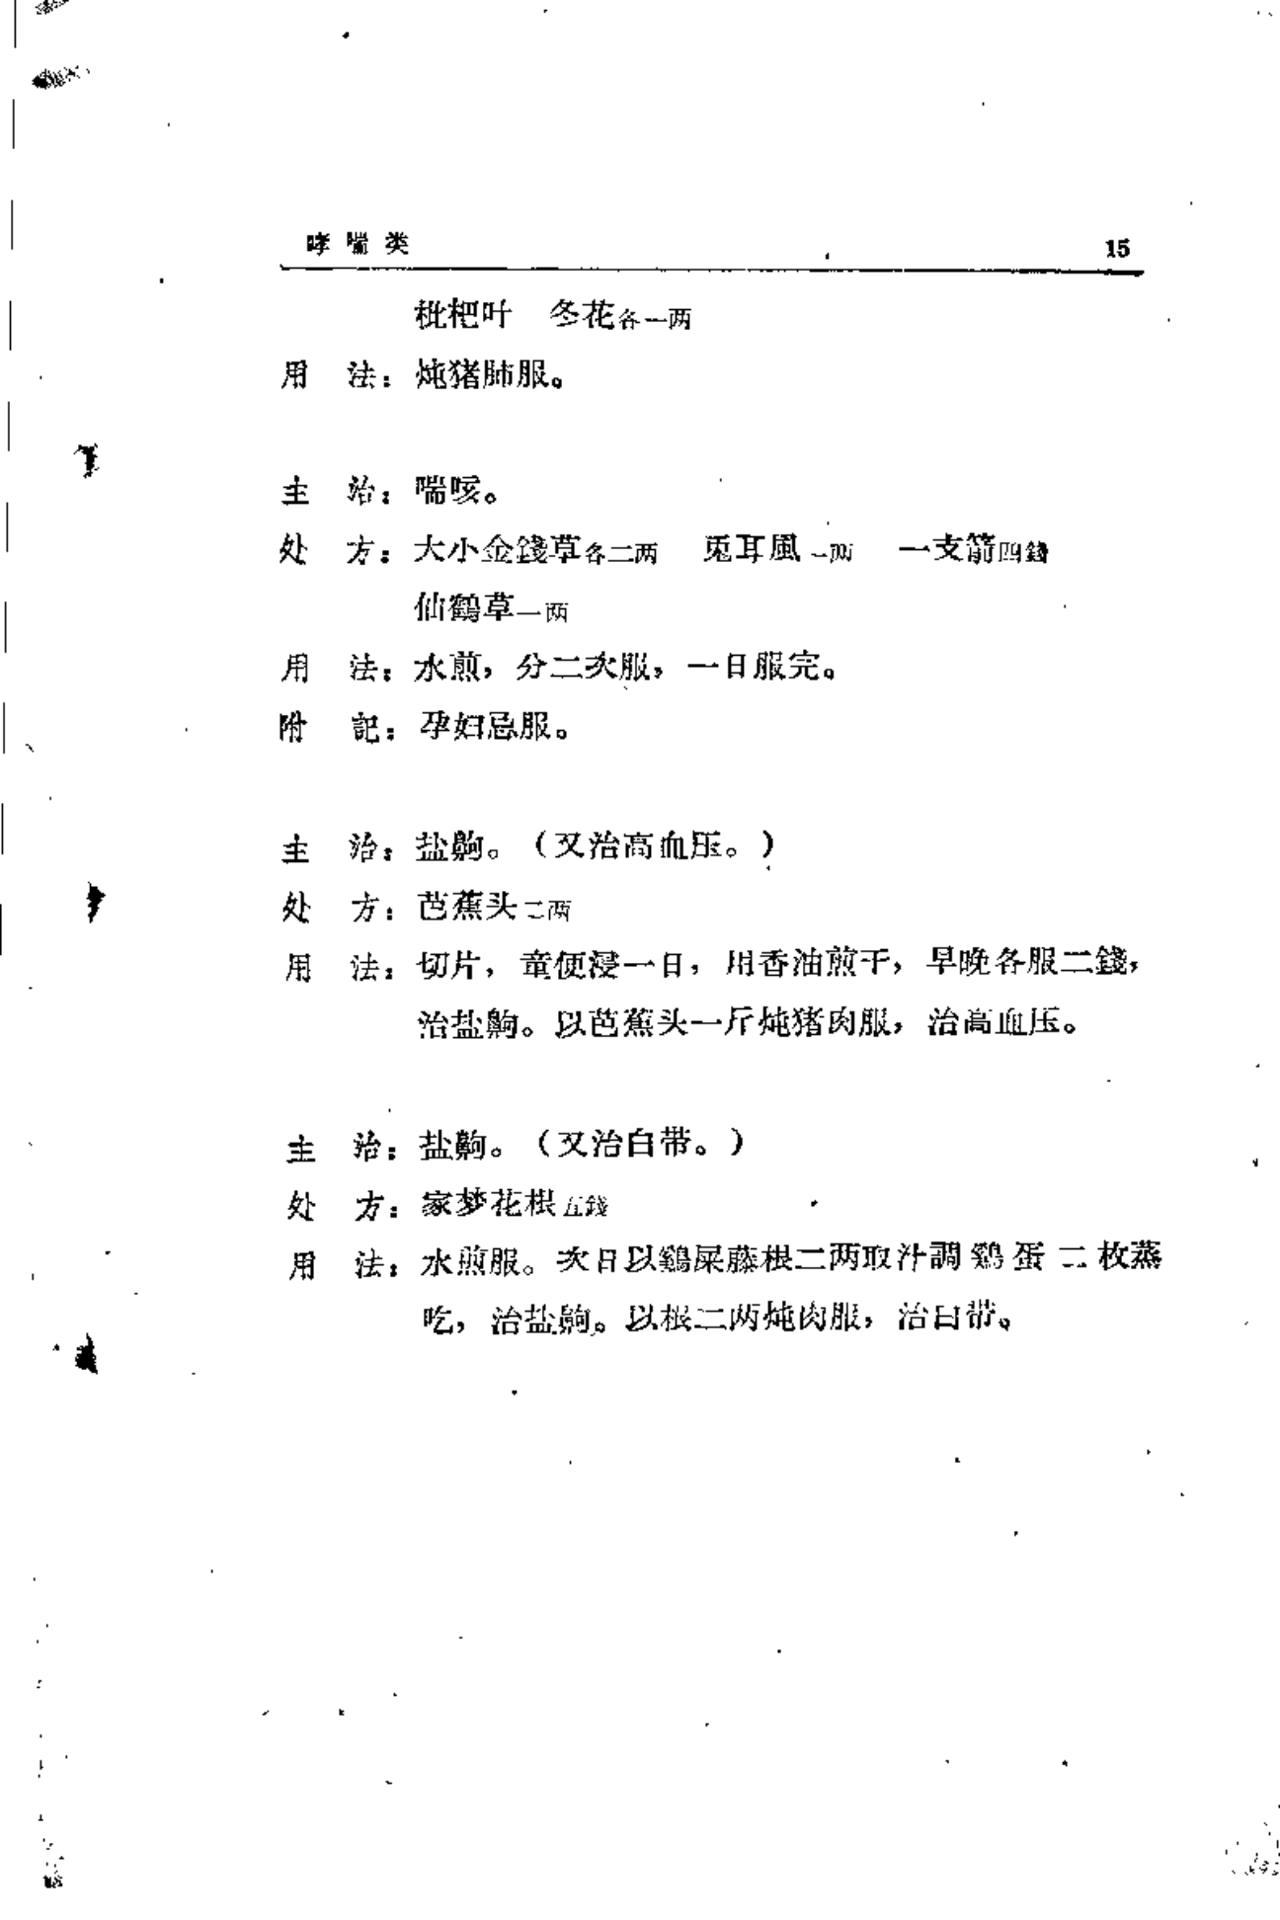 哮喘类 15
枇杷叶 冬花各一两
用 法：炖猪肺服。
主 治：喘咳。
处 方：大小金錢草各二两 兎耳風一两 一支箭四錢
仙鶴草一两
用 法：水煎，分二次服，一日服完。
附 記：孕妇忌服。
主 治：盐齁。（又治高血压。）
处 方：芭蕉头二两
用 法：切片，童便浸一日，用香油煎干，早晚各服二錢，
治盐齁。以芭蕉头一斤炖猪肉服，治高血压。
主 治：盐齁。（又治白带。）
处 方：家梦花根五錢
用 法：水煎服。次日以鷄屎藤根二两取汁調鷄蛋二枚蒸
吃，治盐齁。以根二两炖肉服，治白带。